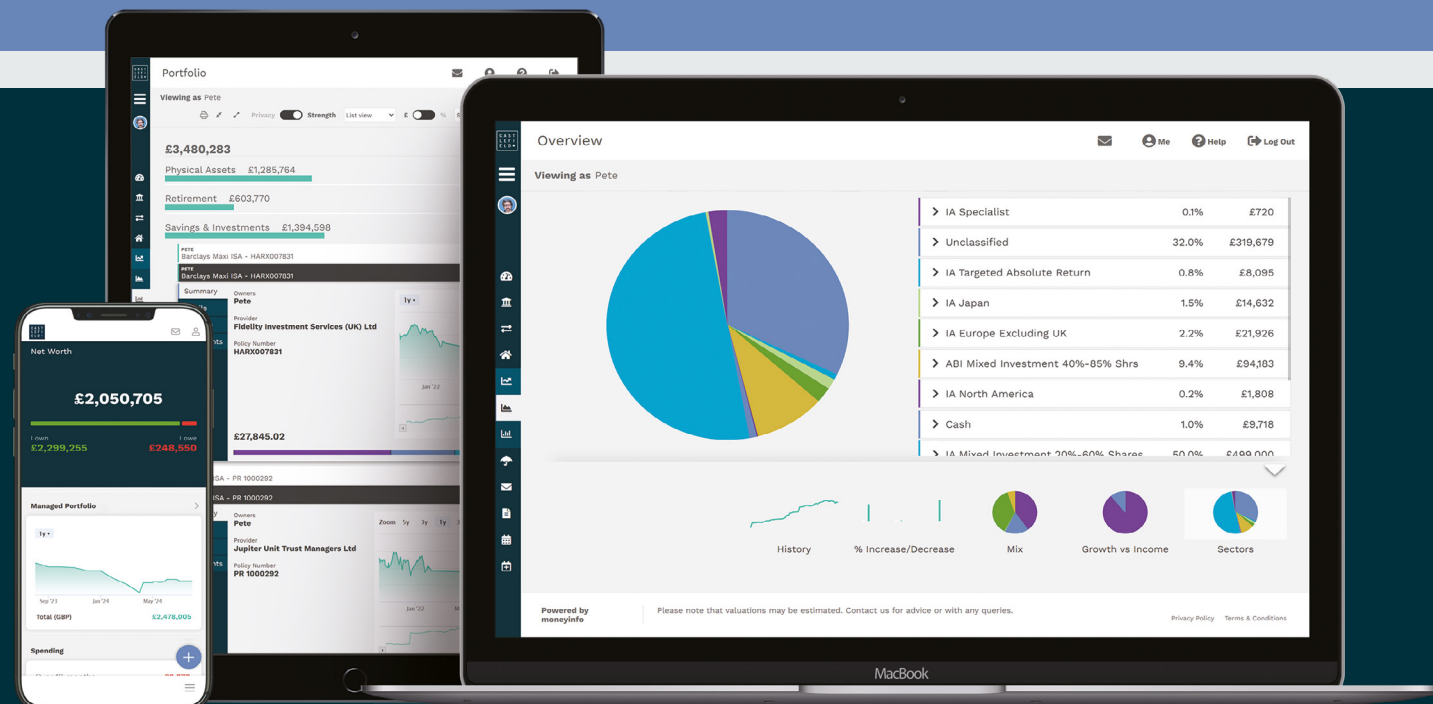 Portfolio
Viewing as Pete
Privacy Strength List view £ %
£3,480,283
Physical Assets £1,285,764
Retirement £603,770
Savings & Investments £1,394,598
PETE
Barclays Maxi ISA - HARX007831
PETE
Barclays Maxi ISA - HARX007831
Summary
Owners
Pete
1y
Provider
Fidelity Investment Services (UK) Ltd
Policy Number
HARX007831
Jan '22
£27,845.02
ISA - PR 1000292
ISA - PR 1000292
Owners
Pete
Zoom 5y 3y 1y
Provider
Jupiter Unit Trust Managers Ltd
Policy Number
PR 1000292
Jan '22
EAST
LEFT
FIELD
Net Worth
£2,050,705
I own I owe
£2,299,255 £248,550
Managed Portfolio
1y
Sep '23 Jan '24 May '24
Total (GBP) £2,478,005
Spending
EAST
LEFT
FIELD
Overview
Me Help Log Out
Viewing as Pete
IA Specialist 0.1% £720
Unclassified 32.0% £319,679
IA Targeted Absolute Return 0.8% £8,095
IA Japan 1.5% £14,632
IA Europe Excluding UK 2.2% £21,926
ABI Mixed Investment 40%-85% Shrs 9.4% £94,183
IA North America 0.2% £1,808
Cash 1.0% £9,718
IA Mixed Investment 20%-60% Shares 50.0% £499,000
History % Increase/Decrease Mix Growth vs Income Sectors
Powered by
moneyinfo
Please note that valuations may be estimated. Contact us for advice or with any queries.
Privacy Policy Terms & Conditions
MacBook